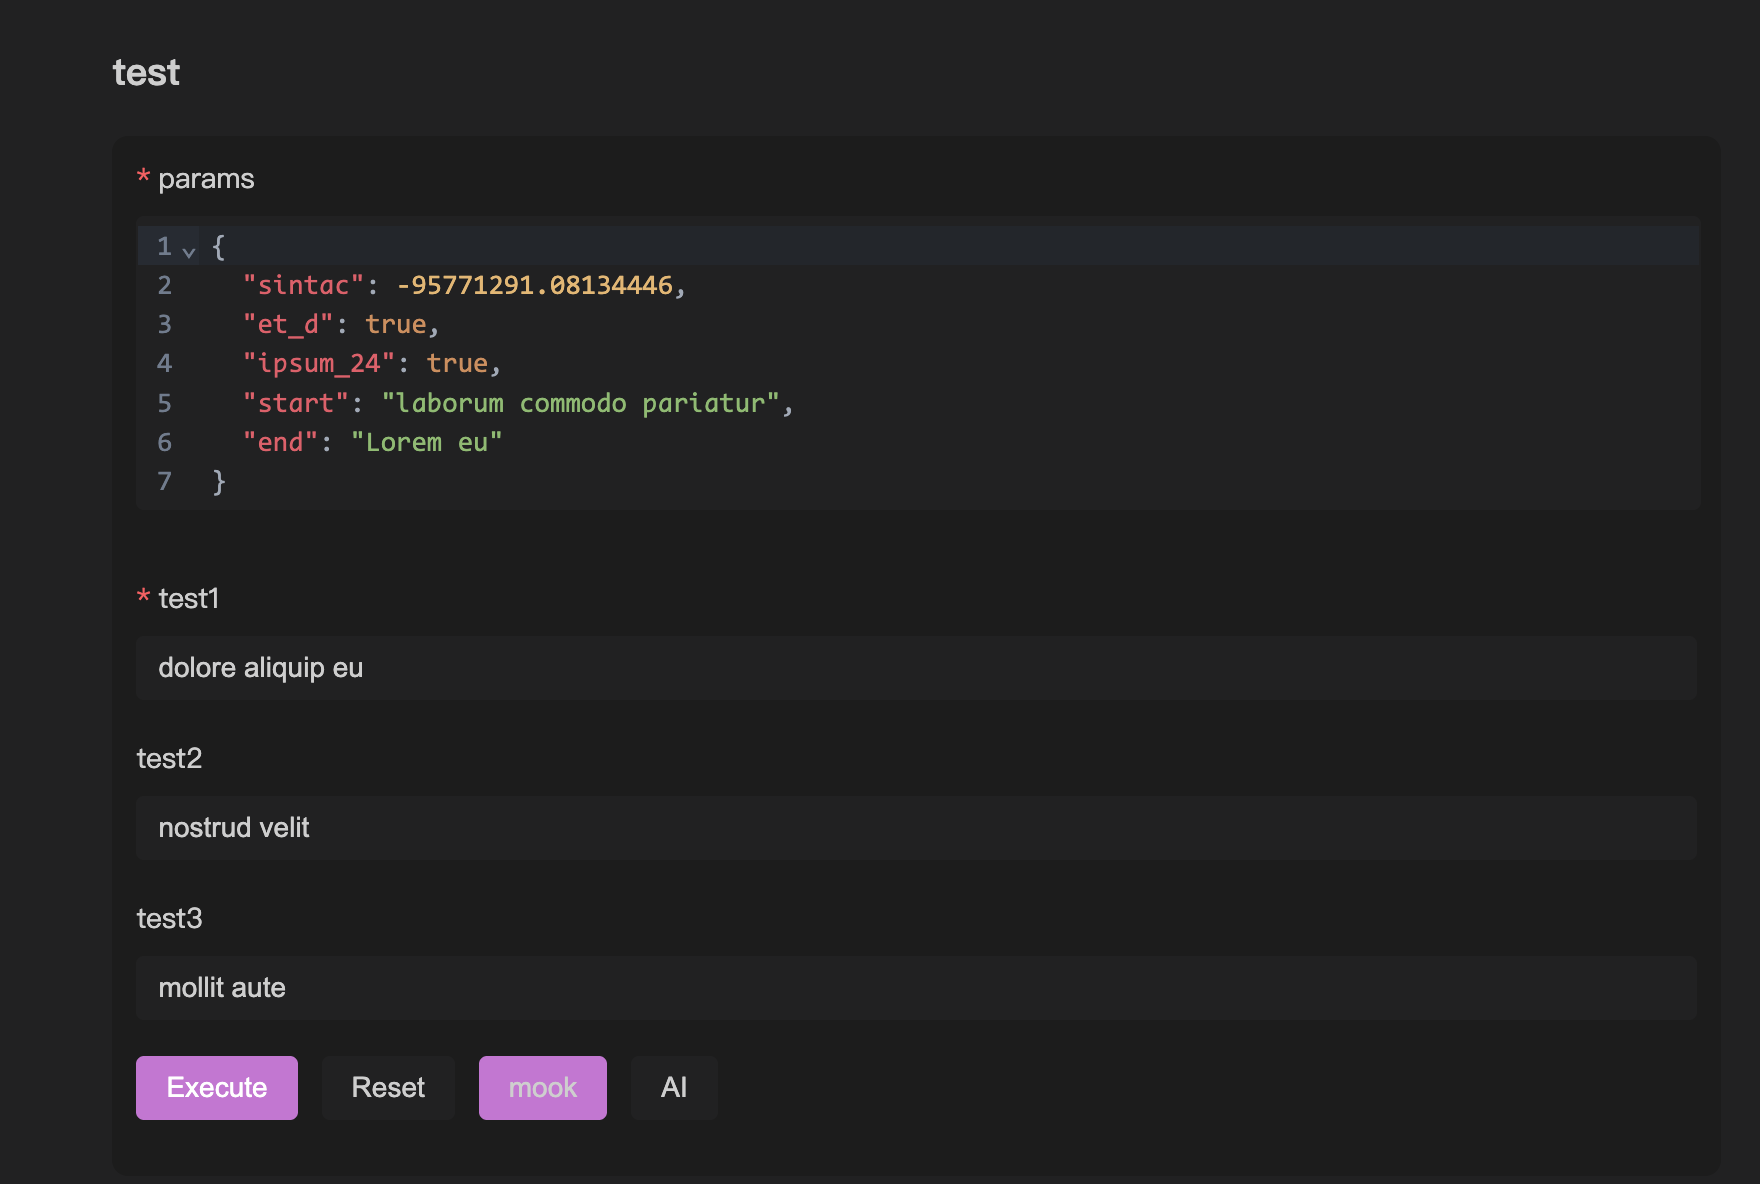 test
* params
1 {
2 "sintac": -95771291.08134446,
3 "et_d": true,
4 "ipsum_24": true,
5 "start": "laborum commodo pariatur",
6 "end": "Lorem eu"
7 }
* test1
dolore aliquip eu
test2
nostrud velit
test3
mollit aute
Execute Reset mook AI